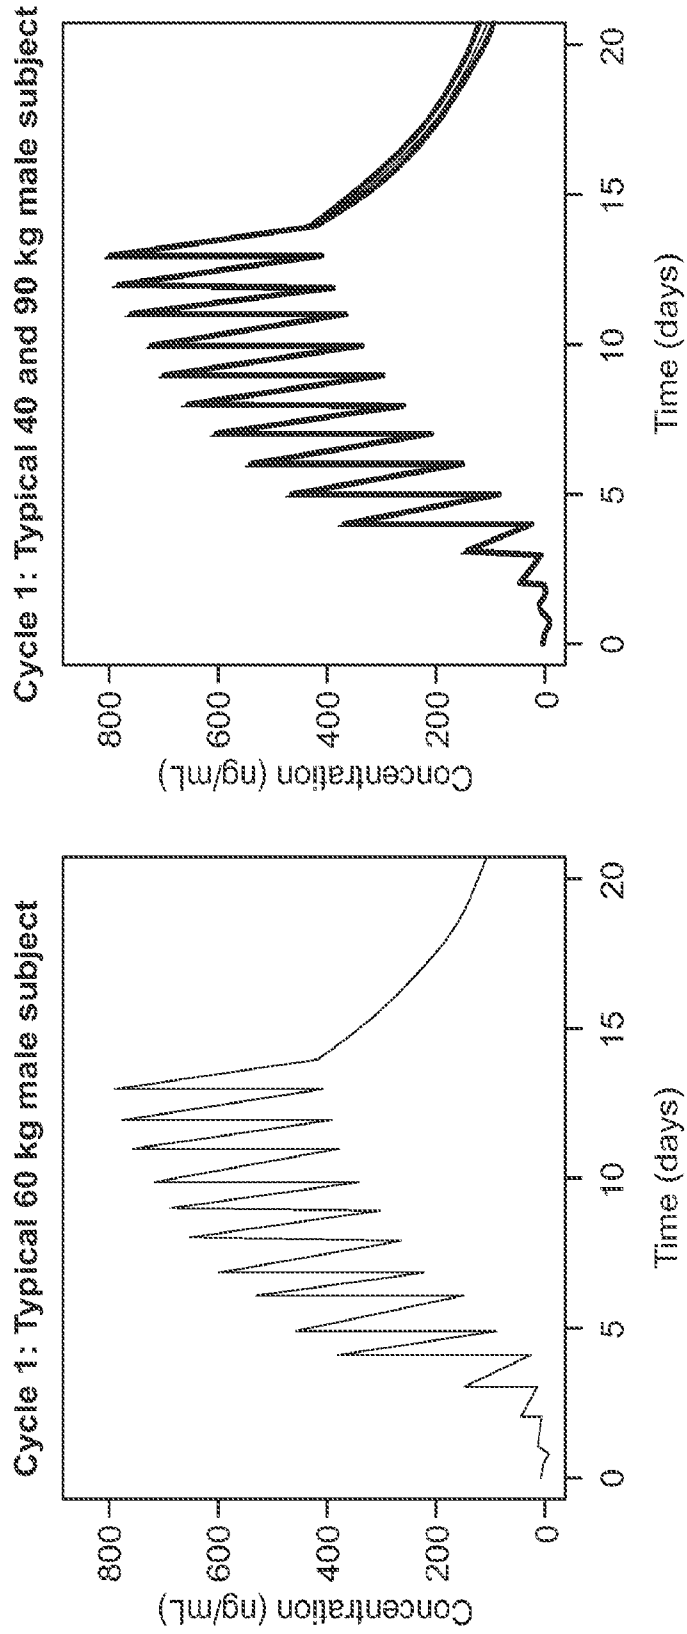 Cycle 1: Typical 60 kg male subject
Concentration (ng/mL)
800
600
400
200
0
0 5 10 15 20
Time (days)
Cycle 1: Typical 40 and 90 kg male subject
Concentration (ng/mL)
800
600
400
200
0
0 5 10 15 20
Time (days)